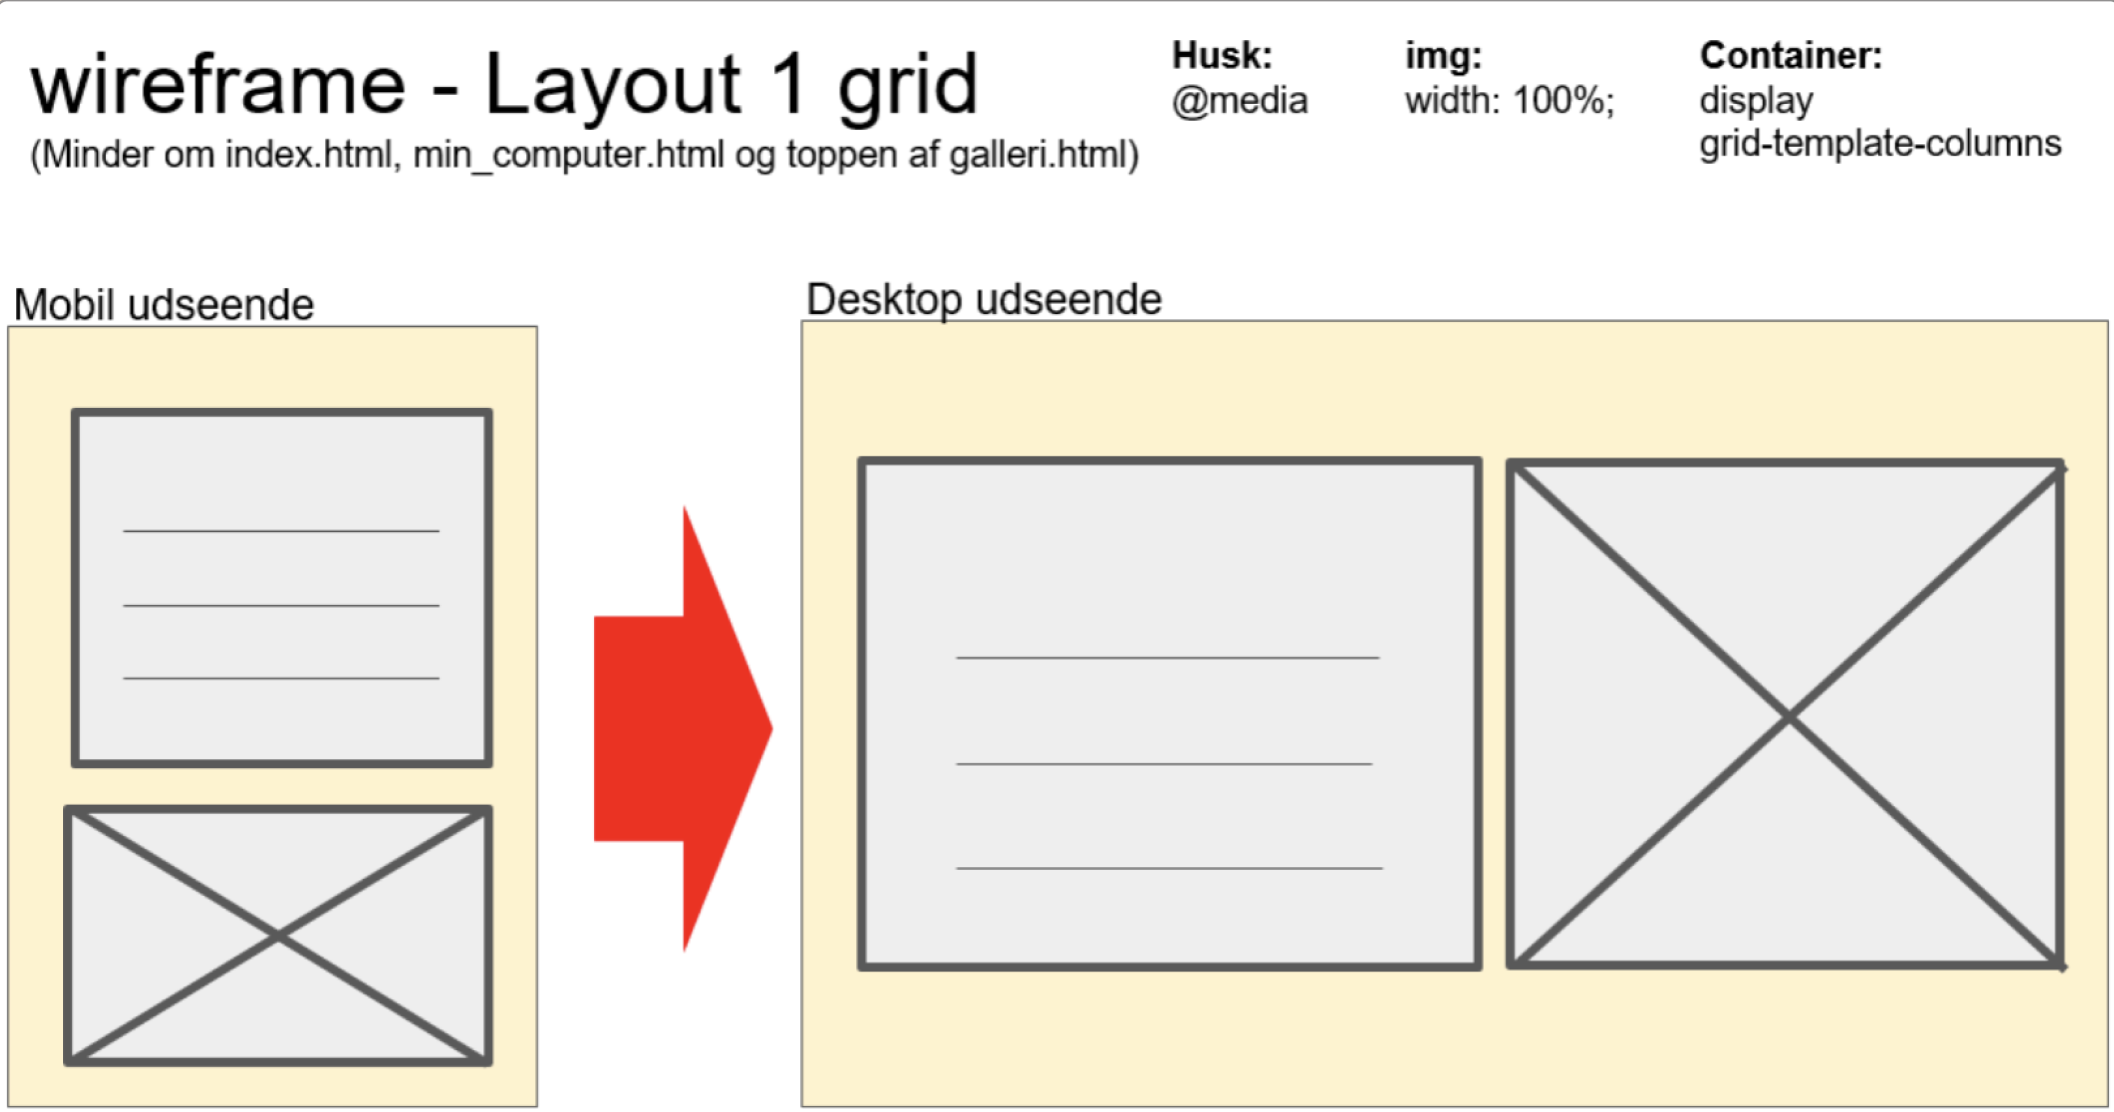 wireframe - Layout 1 grid
(Minder om index.html, min_computer.html og toppen af galleri.html)
Husk:
@media
img:
width: 100%;
Container:
display
grid-template-columns
Mobil udseende
Desktop udseende